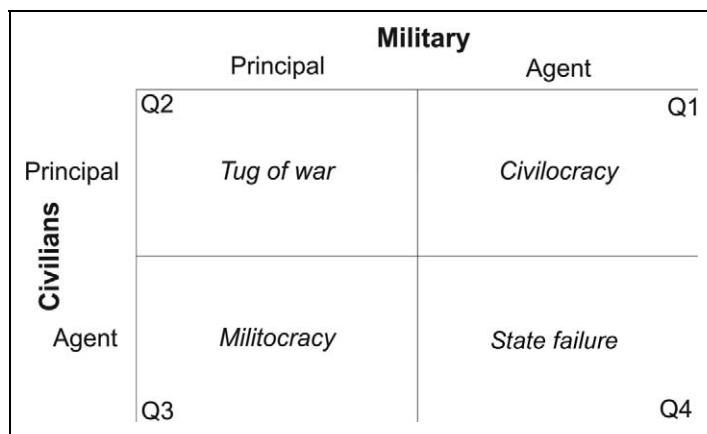 Military
Principal Agent
Q2 Q1
Principal Tug of war Civilocracy
Civilians
Agent Militocracy State failure
Q3 Q4